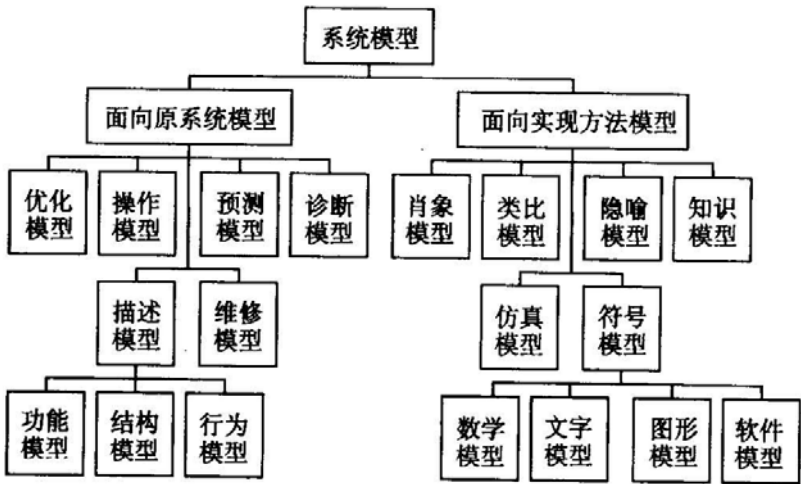 系统模型
面向原系统模型
面向实现方法模型
优化
模型
操作
模型
预测
模型
诊断
模型
肖象
模型
类比
模型
隐喻
模型
知识
模型
描述
模型
维修
模型
仿真
模型
符号
模型
功能
模型
结构
模型
行为
模型
数学
模型
文字
模型
图形
模型
软件
模型